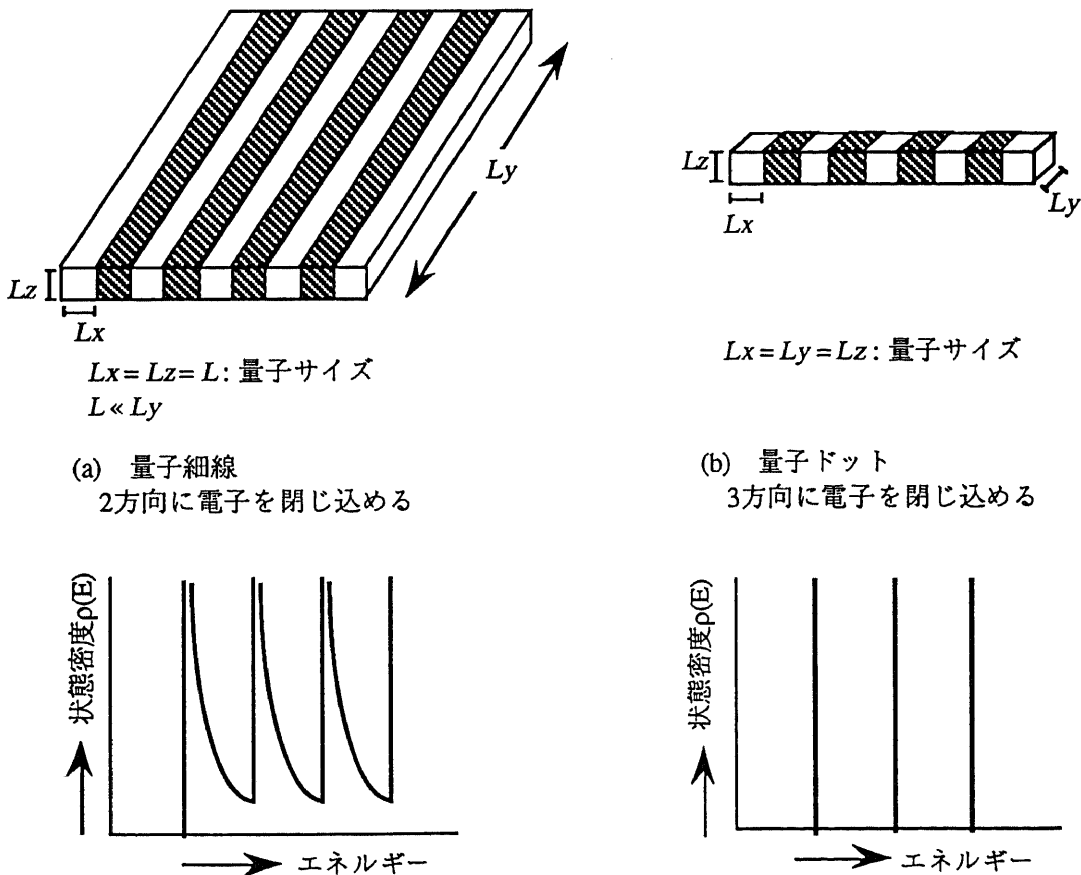 Ly
Lz
Lx
Lx = Lz = L : 量子サイズ
L « Ly
(a) 量子細線
2方向に電子を閉じ込める
状態密度ρ(E)
エネルギー
Lz
Lx
Ly
Lx = Ly = Lz : 量子サイズ
(b) 量子ドット
3方向に電子を閉じ込める
状態密度ρ(E)
エネルギー